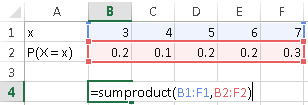 A B C D E F
1 x 3 4 5 6 7
2 P(X = x) 0.2 0.1 0.2 0.2 0.3
3
4 =sumproduct(B1:F1,B2:F2)